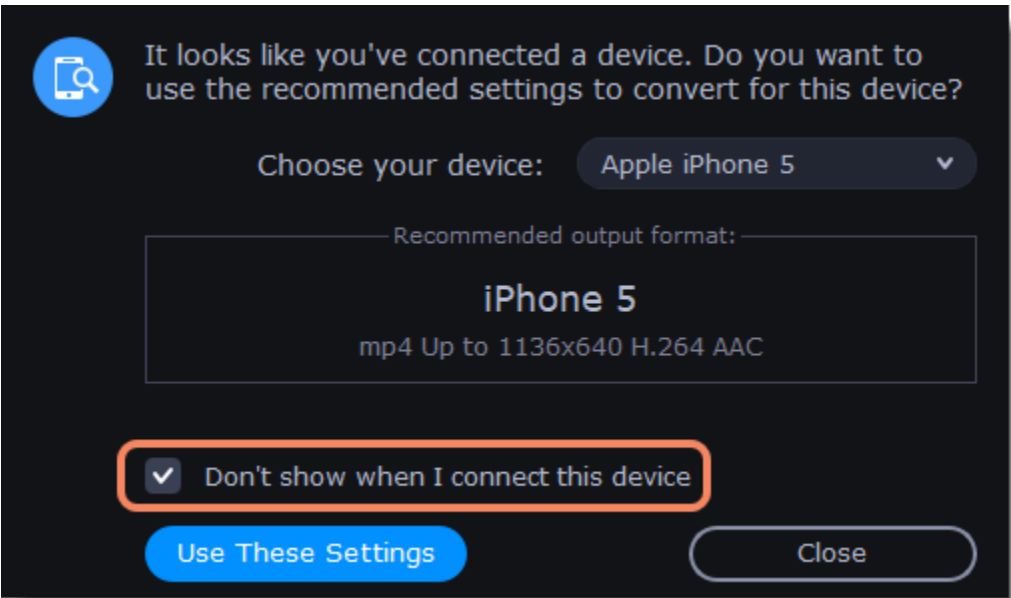 It looks like you've connected a device. Do you want to
use the recommended settings to convert for this device?
Choose your device: Apple iPhone 5
Recommended output format:
iPhone 5
mp4 Up to 1136x640 H.264 AAC
Don't show when I connect this device
Use These Settings Close